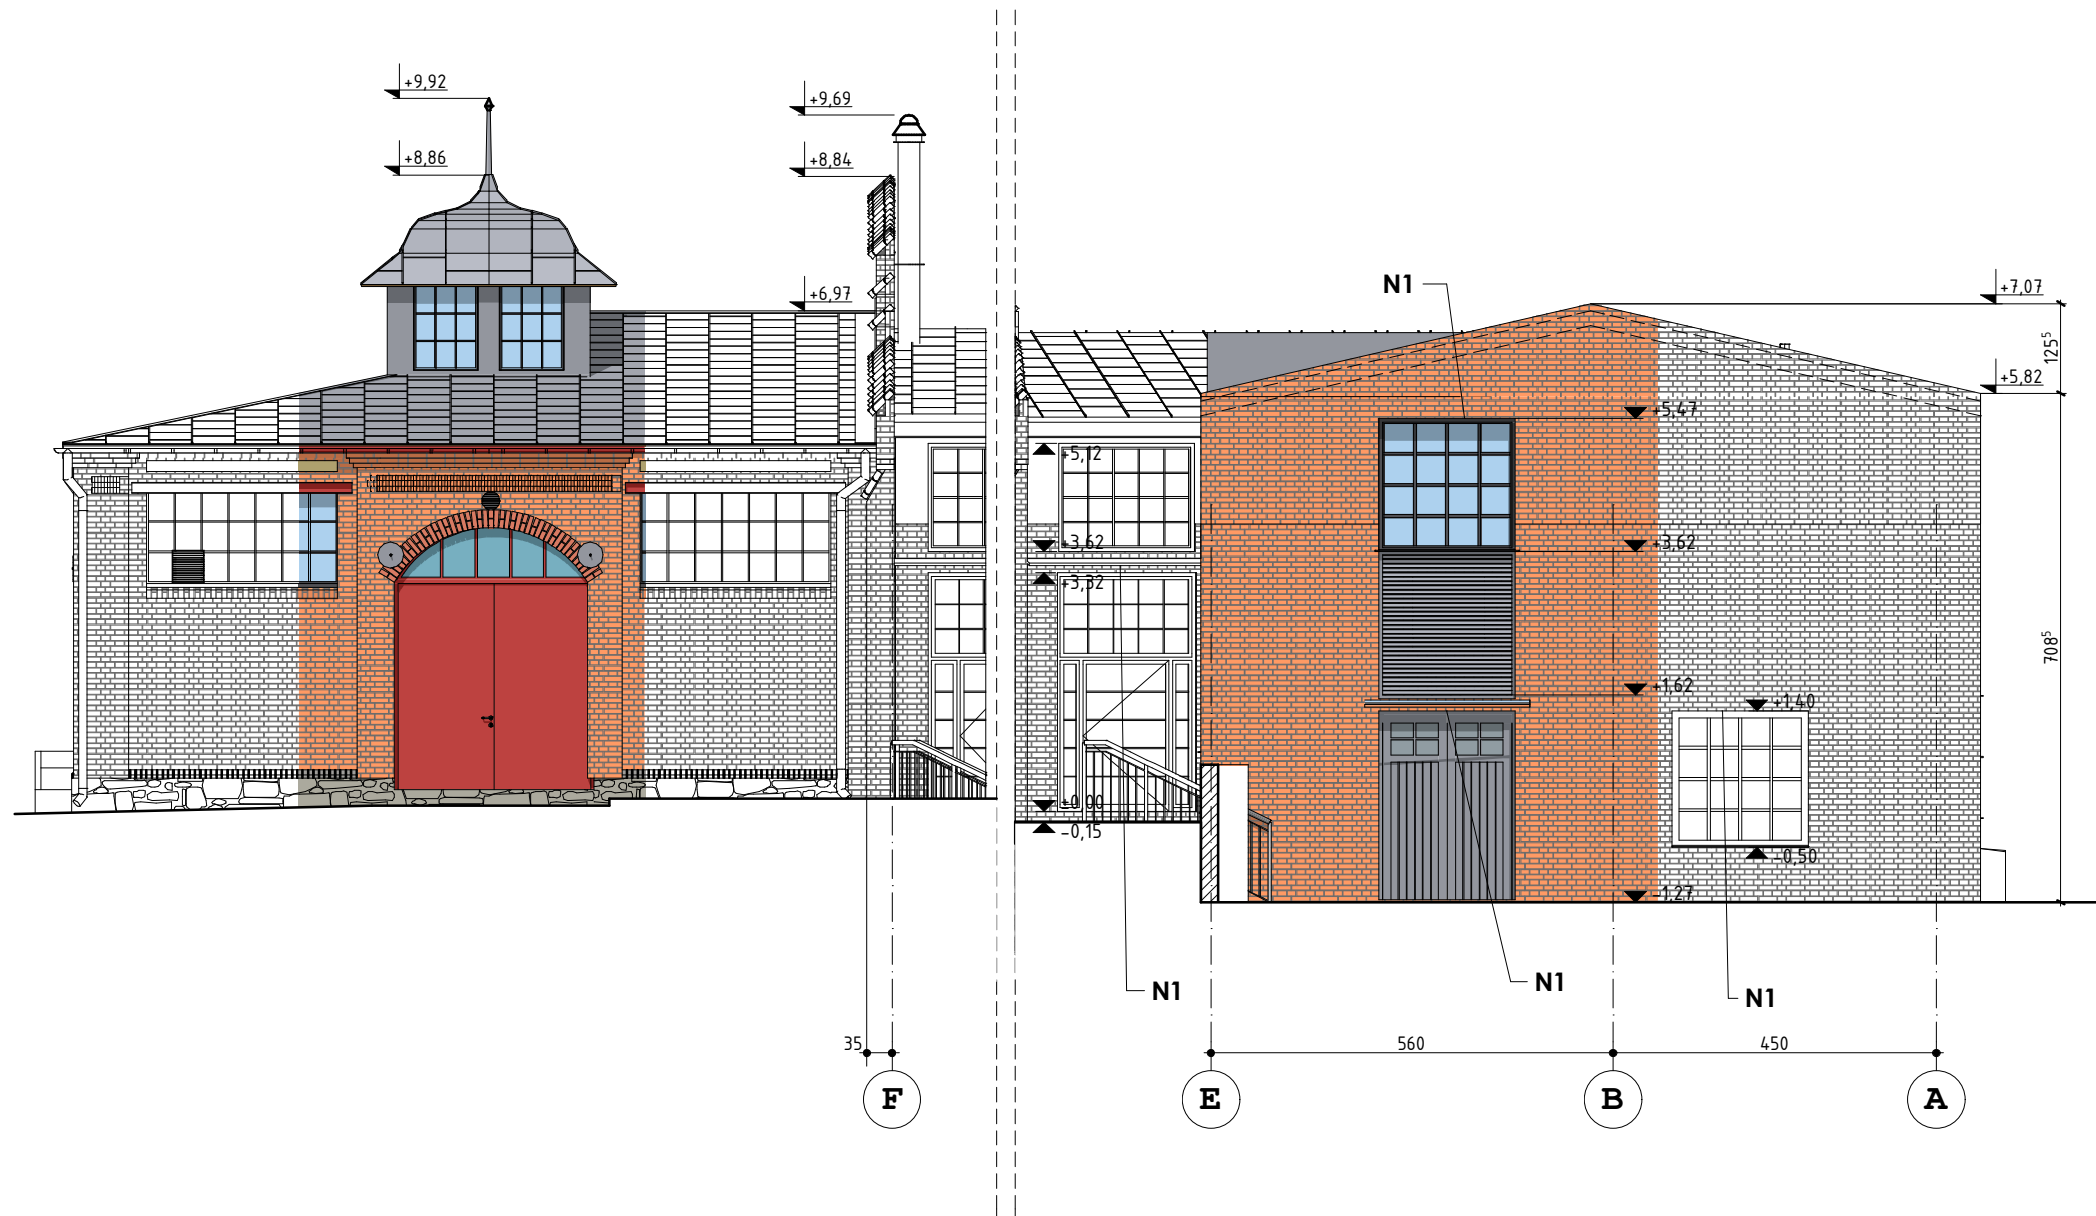 +9,92
+9,69
+8,86
+8,84
N1
+7,07
+6,97
125⁵
+5,82
+5,47
+5,12
+3,62
+3,62
+3,32
708⁵
+1,62
+1,40
±0,00
-0,15
-0,50
-1,27
N1
N1
N1
35
560
450
F
E
B
A